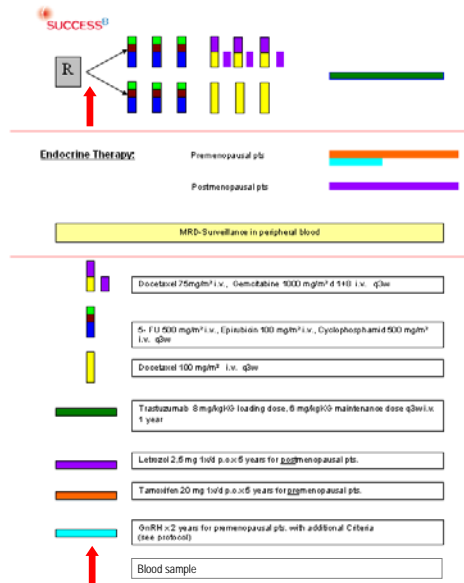 SUCCESS B
R
Endocrine Therapy:
Premenopausal pts
Postmenopausal pts
MRD-Surveillance in peripheral blood
Docetaxel 75mg/m² i.v., Gemcitabine 1000 mg/m² d 1+8 i.v. q3w
5- FU 500 mg/m² i.v., Epirubicin 100 mg/m² i.v., Cyclophosphamid 500 mg/m²
i.v. q3w
Docetaxel 100 mg/m² i.v. q3w
Trastuzumab 8 mg/kgKG loading dose, 6 mg/kgKG maintenance dose q3w i.v.
1 year
Letrozol 2,5 mg 1x/d p.o.x 5 years for postmenopausal pts.
Tamoxifen 20 mg 1x/d p.o.x 5 years for premenopausal pts.
GnRH x 2 years for premenopausal pts. with additional Criteria
(see protocol)
Blood sample